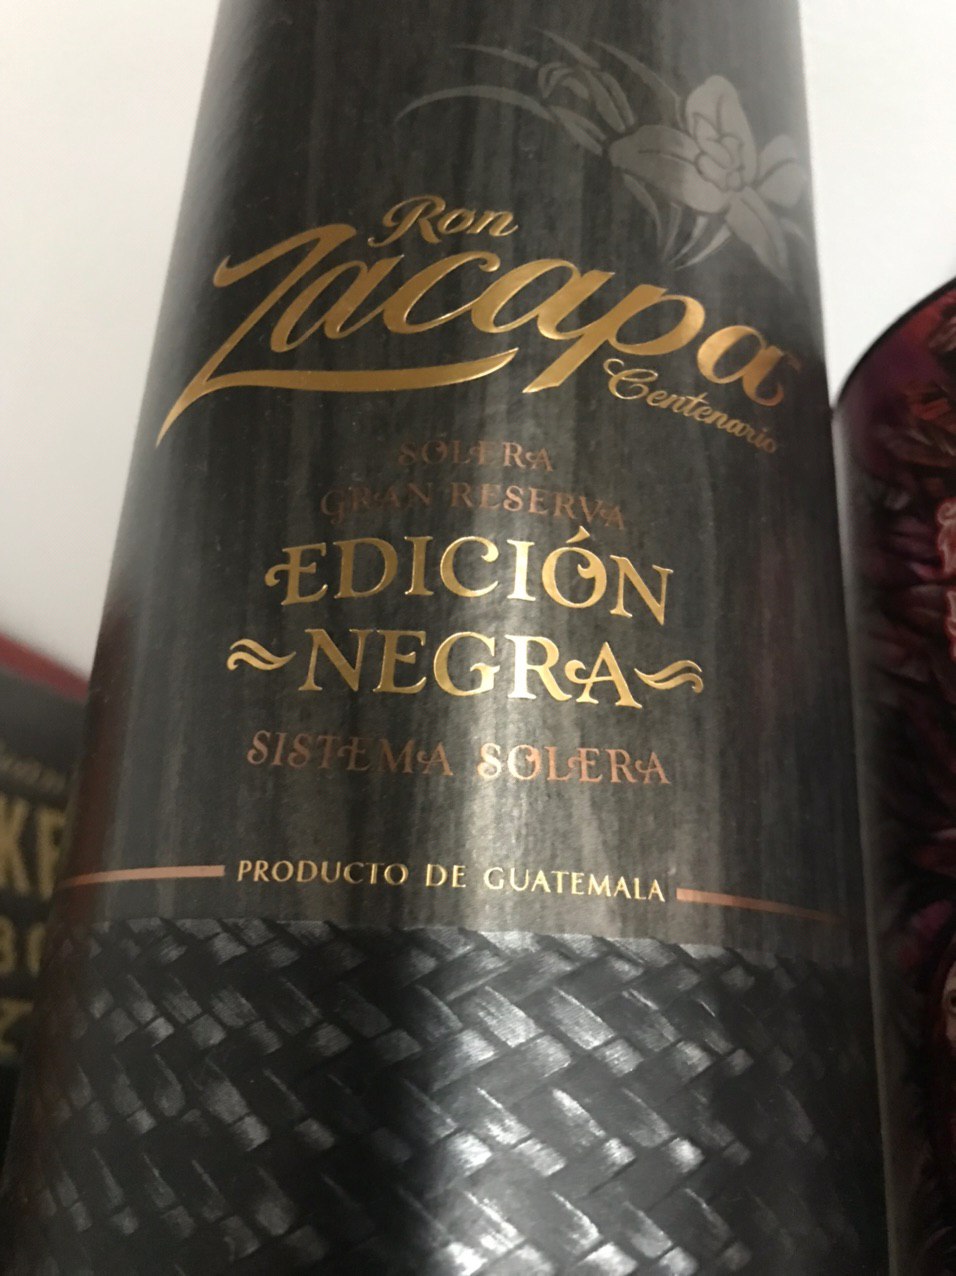 Ron
Zacapa
Centenario
SOLERA
GRAN RESERVA
EDICIÓN
~NEGRA~
SISTEMA SOLERA
PRODUCTO DE GUATEMALA